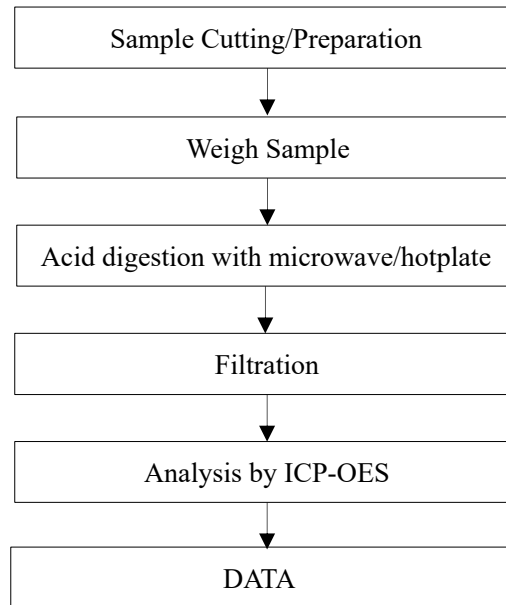 Sample Cutting/Preparation
Weigh Sample
Acid digestion with microwave/hotplate
Filtration
Analysis by ICP-OES
DATA